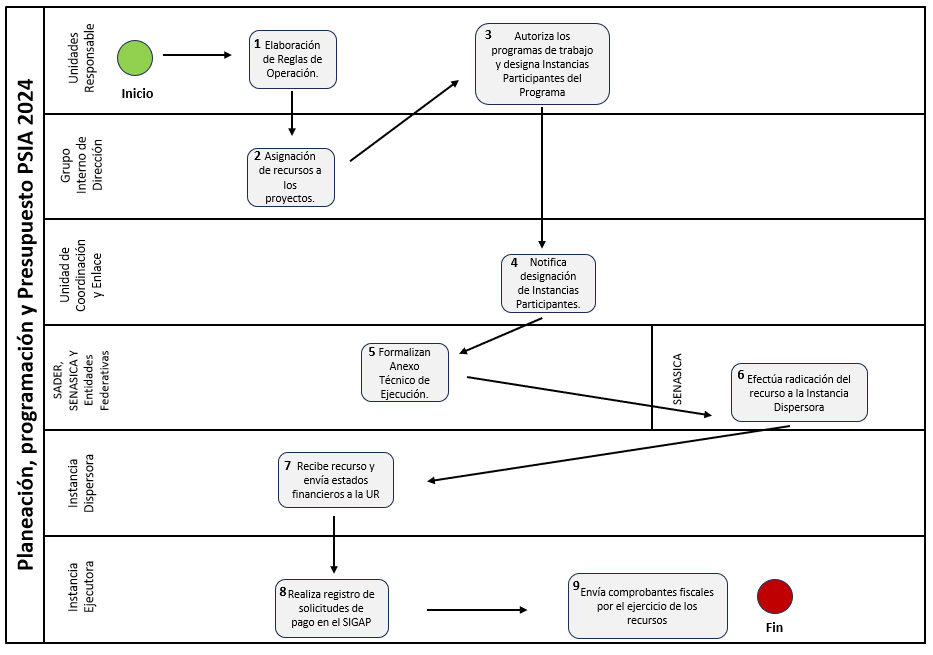 Planeación, programación y Presupuesto PSIA 2024
Unidades
Responsable
Inicio
1 Elaboración
de Reglas de
Operación.
3 Autoriza los
programas de trabajo
y designa Instancias
Participantes del
Programa
Grupo
Interno de
Dirección
2 Asignación
de recursos a
los
proyectos.
Unidad de
Coordinación
y Enlace
4 Notifica
designación
de Instancias
Participantes.
SADER,
SENASICA Y
Entidades
Federativas
5 Formalizan
Anexo
Técnico de
Ejecución.
SENASICA
6 Efectúa radicación del
recurso a la Instancia
Dispersora
Instancia
Dispersora
7 Recibe recurso y
envía estados
financieros a la UR
Instancia
Ejecutora
8 Realiza registro de
solicitudes de
pago en el SIGAP
9 Envía comprobantes fiscales
por el ejercicio de los
recursos
Fin